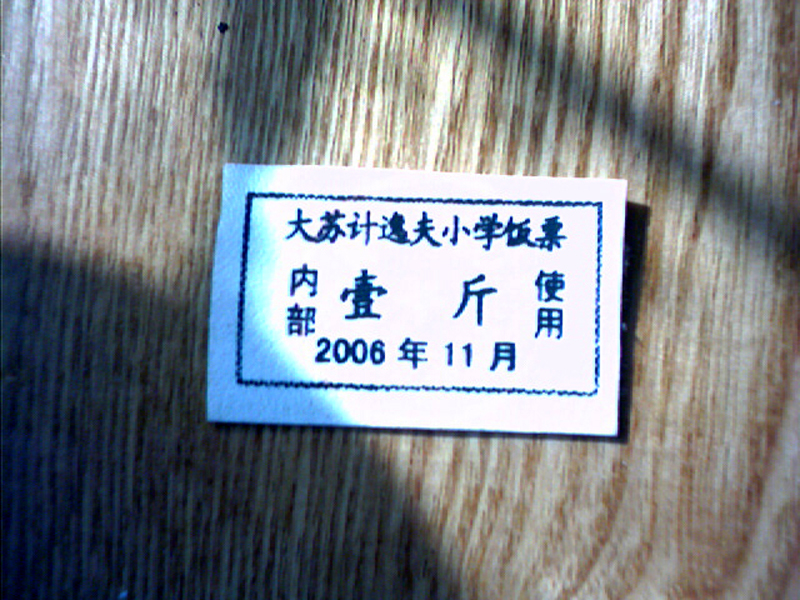 大苏计逸夫小学饭票
内部 壹 斤 使用
2006 年 11 月